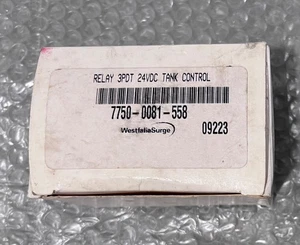 RELAY 3PDT 24VDC TANK CONTROL
7750-0081-558
WestfaliaSurge
09223